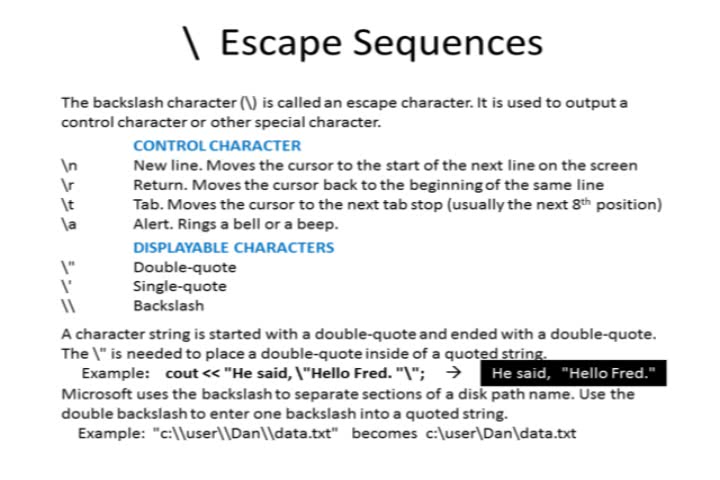 \ Escape Sequences
The backslash character (\) is called an escape character. It is used to output a
control character or other special character.
CONTROL CHARACTER
\n New line. Moves the cursor to the start of the next line on the screen
\r Return. Moves the cursor back to the beginning of the same line
\t Tab. Moves the cursor to the next tab stop (usually the next 8th position)
\a Alert. Rings a bell or a beep.
DISPLAYABLE CHARACTERS
\" Double-quote
\' Single-quote
\\ Backslash
A character string is started with a double-quote and ended with a double-quote.
The \" is needed to place a double-quote inside of a quoted string.
Example: cout << "He said, \"Hello Fred. "\"; → He said, "Hello Fred."
Microsoft uses the backslash to separate sections of a disk path name. Use the
double backslash to enter one backslash into a quoted string.
Example: "c:\\user\\Dan\\data.txt" becomes c:\user\Dan\data.txt